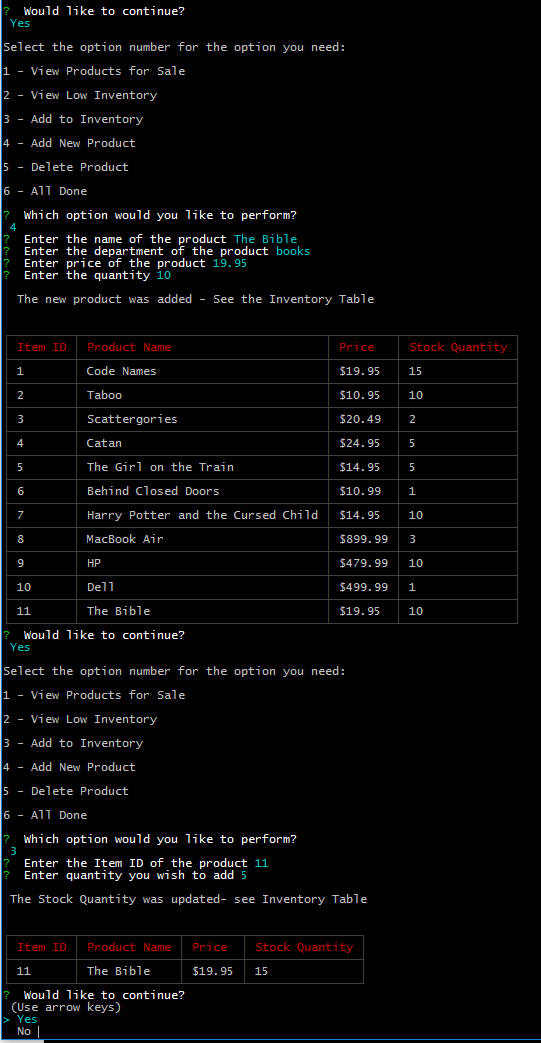 ?  Would like to continue?
Yes
Select the option number for the option you need:
1 - View Products for Sale
2 - View Low Inventory
3 - Add to Inventory
4 - Add New Product
5 - Delete Product
6 - All Done
?  Which option would you like to perform?
4
?  Enter the name of the product The Bible
?  Enter the department of the product books
?  Enter price of the product 19.95
?  Enter the quantity 10
The new product was added - See the Inventory Table
Item ID  Product Name  Price  Stock Quantity
1  Code Names  $19.95  15
2  Taboo  $10.95  10
3  Scattergories  $20.49  2
4  Catan  $24.95  5
5  The Girl on the Train  $14.95  5
6  Behind Closed Doors  $10.99  1
7  Harry Potter and the Cursed Child  $14.95  10
8  MacBook Air  $899.99  3
9  HP  $479.99  10
10  Dell  $499.99  1
11  The Bible  $19.95  10
?  Would like to continue?
Yes
Select the option number for the option you need:
1 - View Products for Sale
2 - View Low Inventory
3 - Add to Inventory
4 - Add New Product
5 - Delete Product
6 - All Done
?  Which option would you like to perform?
3
?  Enter the Item ID of the product 11
?  Enter quantity you wish to add 5
The Stock Quantity was updated- see Inventory Table
Item ID  Product Name  Price  Stock Quantity
11  The Bible  $19.95  15
?  Would like to continue?
(Use arrow keys)
> Yes
No